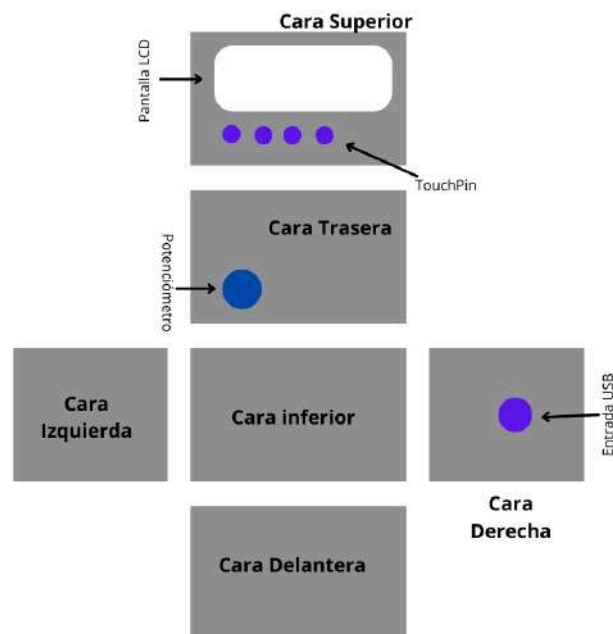 Cara Superior
Pantalla LCD
TouchPin
Cara Trasera
Potenciómetro
Cara
Izquierda
Cara inferior
Entrada USB
Cara
Derecha
Cara Delantera